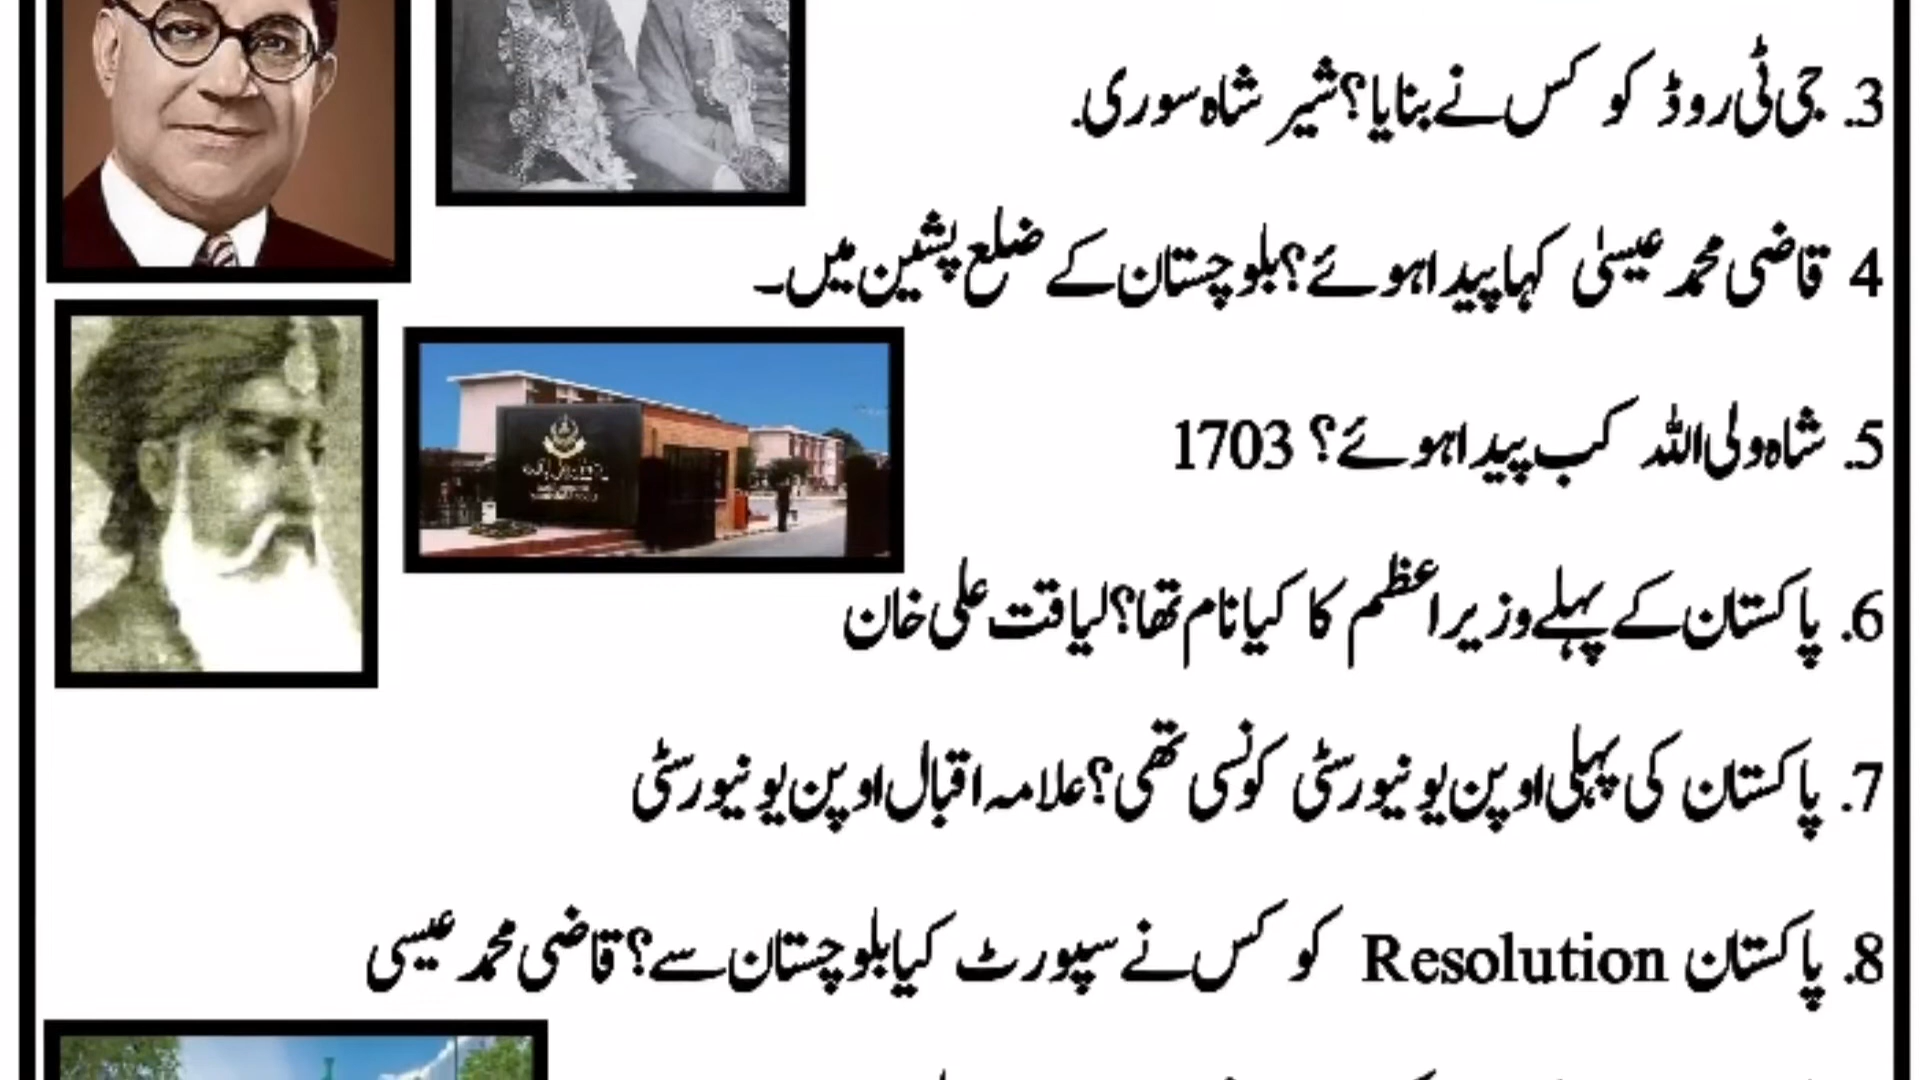 3. جی ٹی روڈ کو کس نے بنایا؟ شیر شاہ سوری.
4 قاضی محمد عیسیٰ کہا پیدا ہوئے؟ بلوچستان کے ضلع پشین میں۔
5. شاہ ولی اللہ کب پیدا ہوئے؟ 1703
6. پاکستان کے پہلے وزیراعظم کا کیا نام تھا؟ لیاقت علی خان
7. پاکستان کی پہلی اوپن یونیورسٹی کونسی تھی؟ علامہ اقبال اوپن یونیورسٹی
8. پاکستان Resolution کو کس نے سپورٹ کیا بلوچستان سے؟ قاضی محمد عیسی